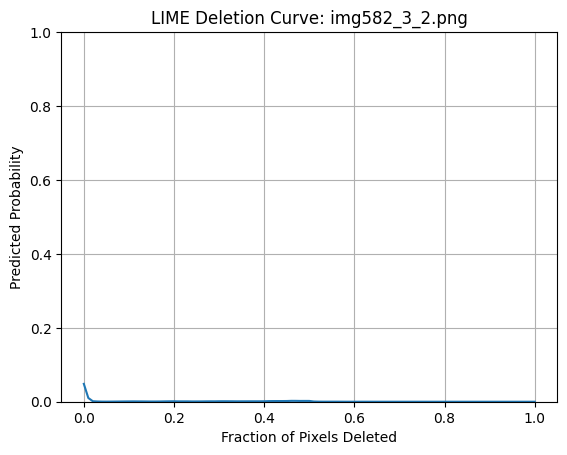 LIME Deletion Curve: img582_3_2.png
1.0
0.8
0.6
0.4
0.2
0.0
Predicted Probability
0.0 0.2 0.4 0.6 0.8 1.0
Fraction of Pixels Deleted